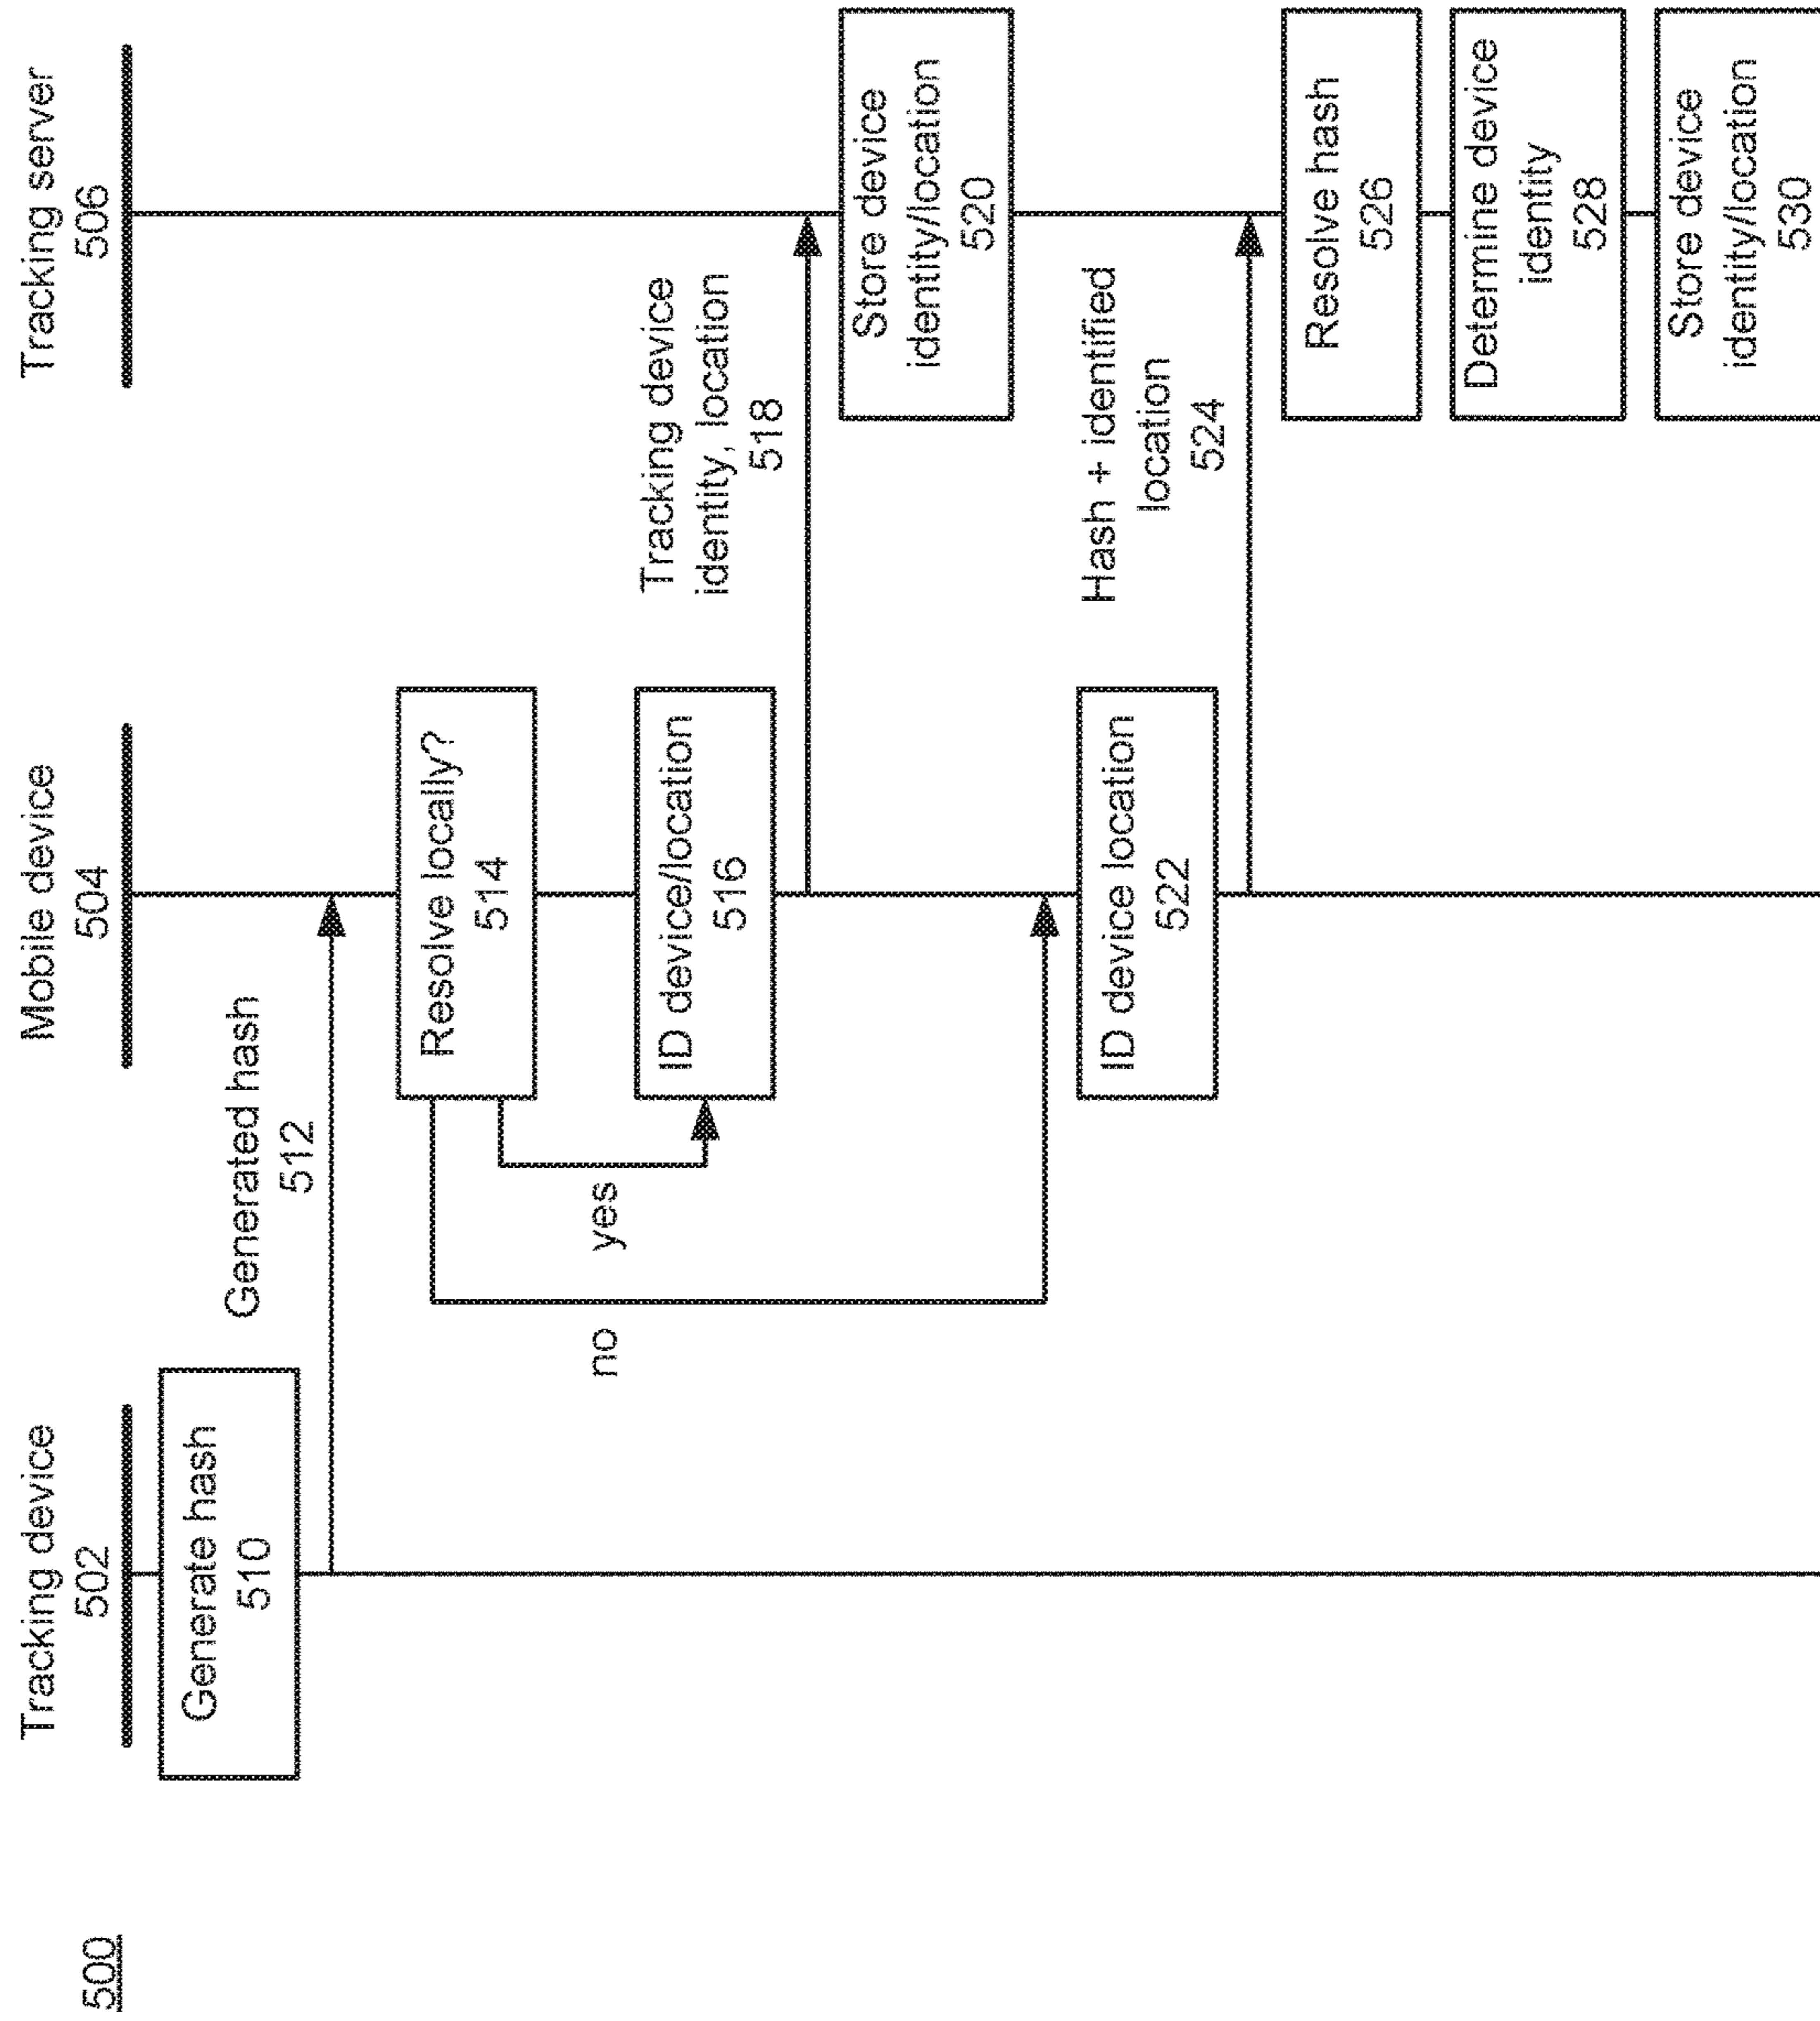 500
Tracking device
502
Mobile device
504
Tracking server
506
Generate hash
510
Generated hash
512
Resolve locally?
514
no
yes
ID device/location
516
Tracking device
identity, location
518
Store device
identity/location
520
ID device location
522
Hash + identified
location
524
Resolve hash
526
Determine device
identity
528
Store device
identity/location
530